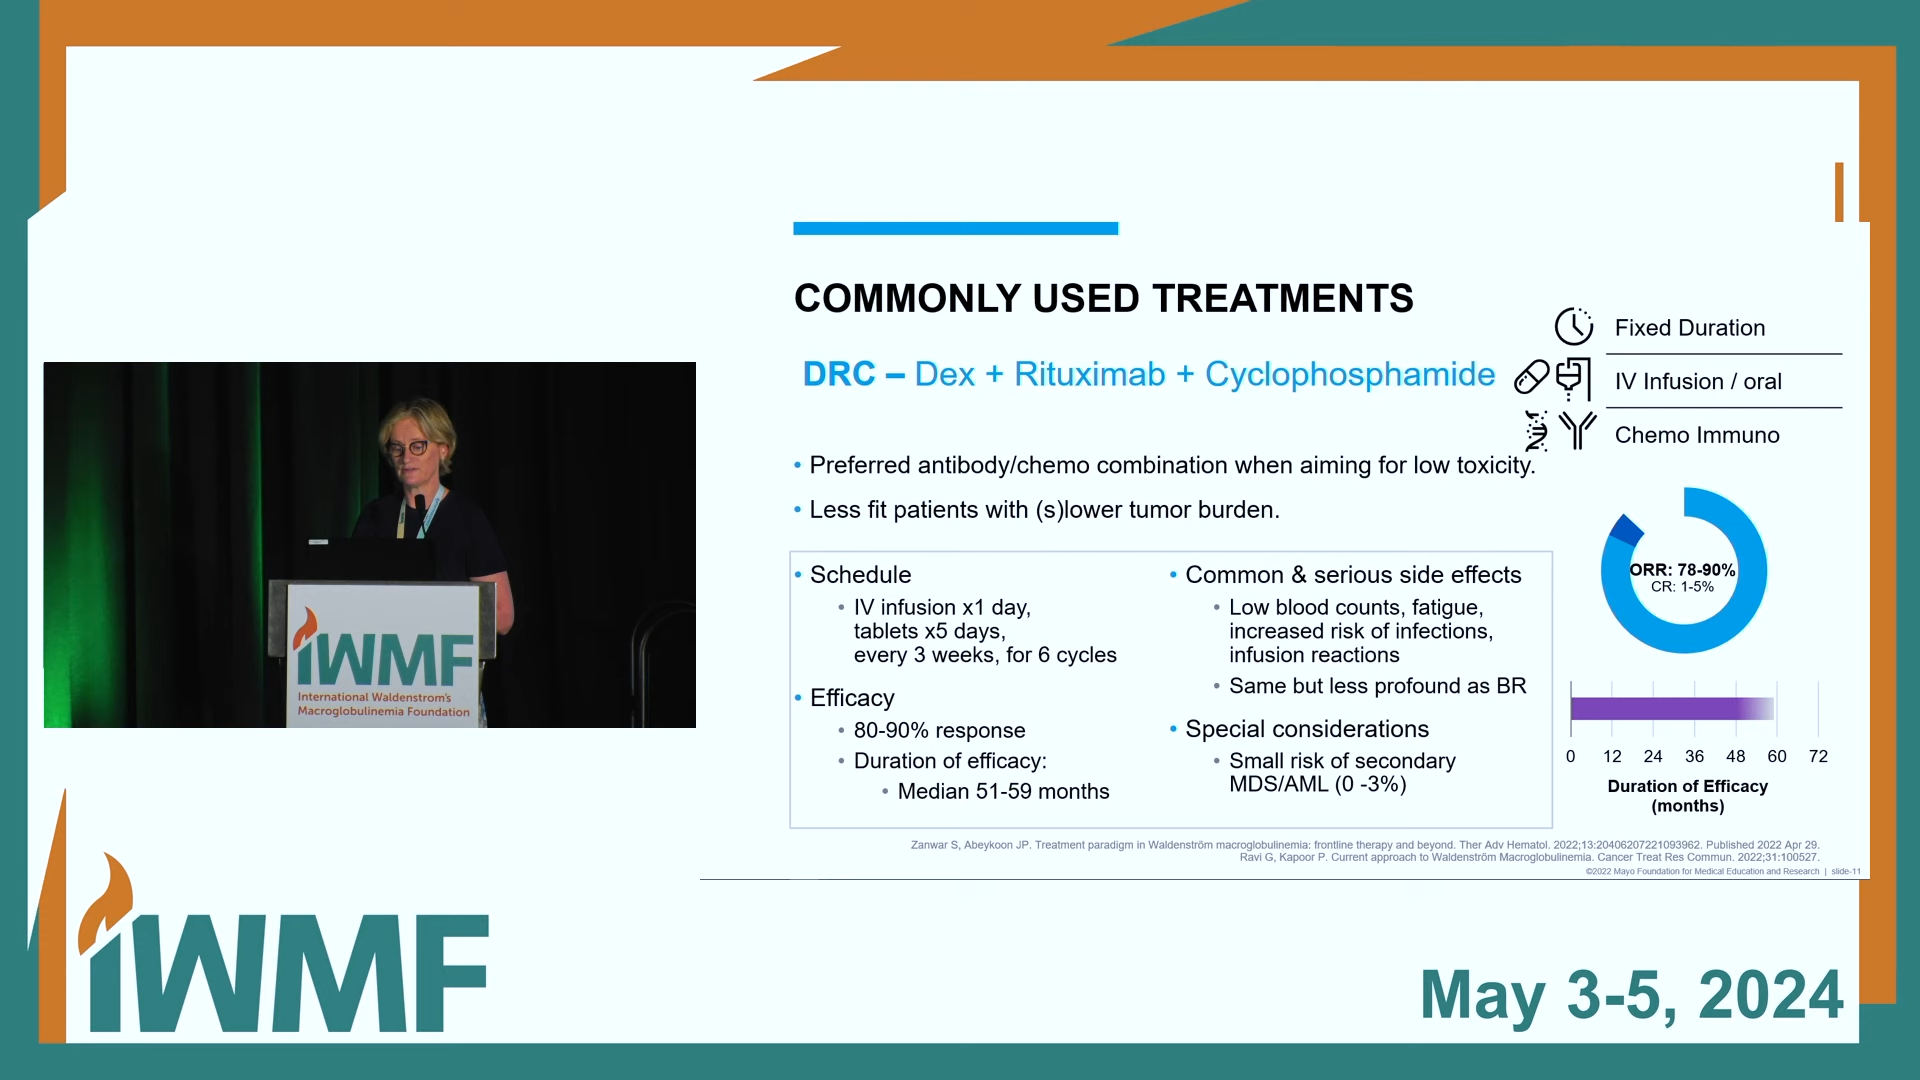 COMMONLY USED TREATMENTS
DRC – Dex + Rituximab + Cyclophosphamide
Fixed Duration
IV Infusion / oral
Chemo Immuno
• Preferred antibody/chemo combination when aiming for low toxicity.
• Less fit patients with (s)lower tumor burden.
• Schedule
• IV infusion x1 day,
tablets x5 days,
every 3 weeks, for 6 cycles
• Efficacy
• 80-90% response
• Duration of efficacy:
• Median 51-59 months
• Common & serious side effects
• Low blood counts, fatigue,
increased risk of infections,
infusion reactions
• Same but less profound as BR
• Special considerations
• Small risk of secondary
MDS/AML (0 -3%)
ORR: 78-90%
CR: 1-5%
0 12 24 36 48 60 72
Duration of Efficacy
(months)
Zanwar S, Abeykoon JP. Treatment paradigm in Waldenström macroglobulinemia: frontline therapy and beyond. Ther Adv Hematol. 2022;13:20406207221093962. Published 2022 Apr 29.
Ravi G, Kapoor P. Current approach to Waldenström Macroglobulinemia. Cancer Treat Res Commun. 2022;31:100527.
©2022 Mayo Foundation for Medical Education and Research | slide-11
iWMF
International Waldenstrom's
Macroglobulinemia Foundation
iWMF
May 3-5, 2024